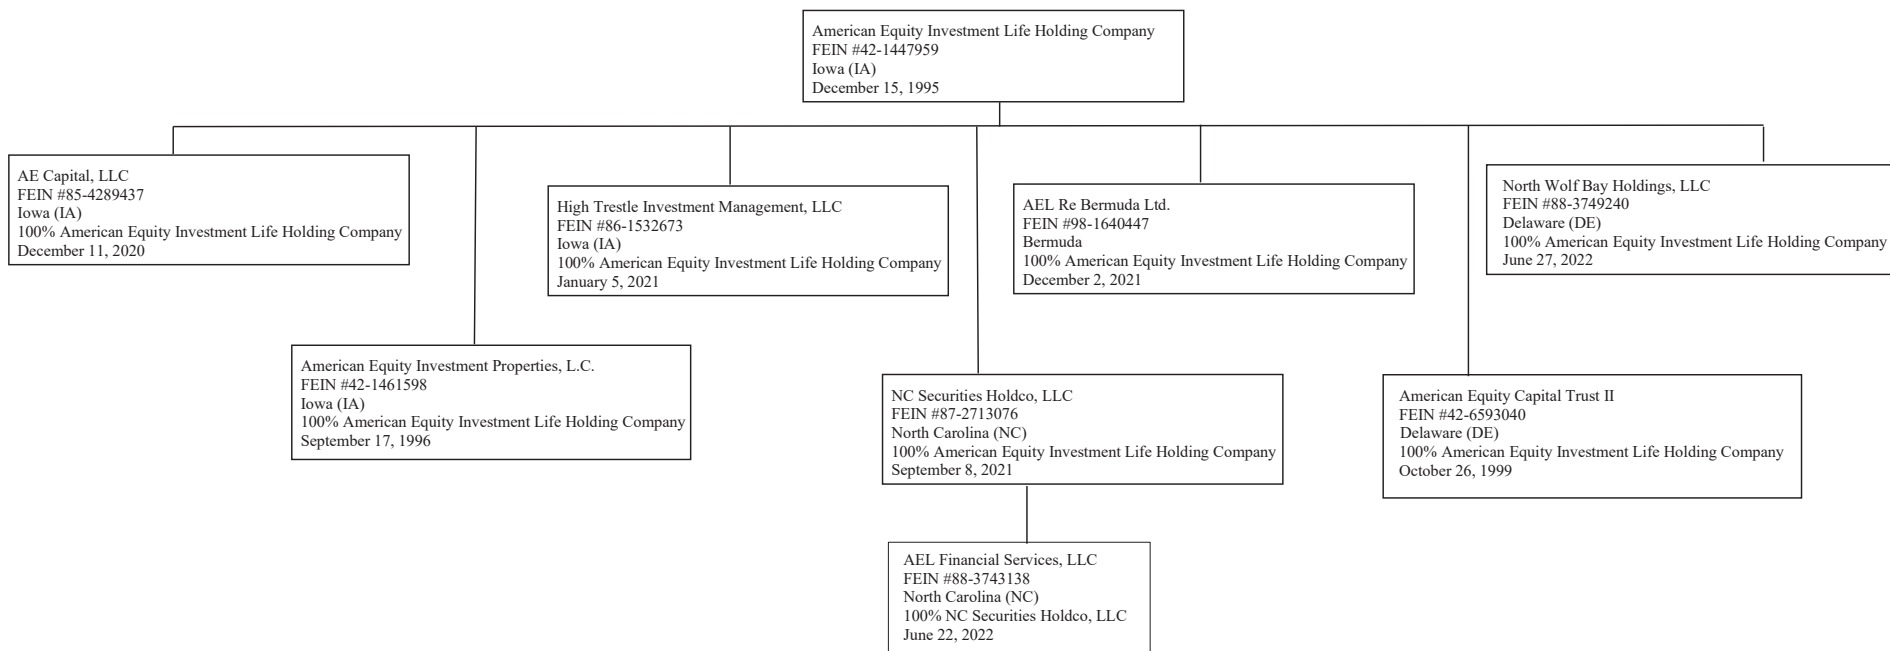 American Equity Investment Life Holding Company
FEIN #42-1447959
Iowa (IA)
December 15, 1995
AE Capital, LLC
FEIN #85-4289437
Iowa (IA)
100% American Equity Investment Life Holding Company
December 11, 2020
High Trestle Investment Management, LLC
FEIN #86-1532673
Iowa (IA)
100% American Equity Investment Life Holding Company
January 5, 2021
AEL Re Bermuda Ltd.
FEIN #98-1640447
Bermuda
100% American Equity Investment Life Holding Company
December 2, 2021
North Wolf Bay Holdings, LLC
FEIN #88-3749240
Delaware (DE)
100% American Equity Investment Life Holding Company
June 27, 2022
American Equity Investment Properties, L.C.
FEIN #42-1461598
Iowa (IA)
100% American Equity Investment Life Holding Company
September 17, 1996
NC Securities Holdco, LLC
FEIN #87-2713076
North Carolina (NC)
100% American Equity Investment Life Holding Company
September 8, 2021
American Equity Capital Trust II
FEIN #42-6593040
Delaware (DE)
100% American Equity Investment Life Holding Company
October 26, 1999
AEL Financial Services, LLC
FEIN #88-3743138
North Carolina (NC)
100% NC Securities Holdco, LLC
June 22, 2022